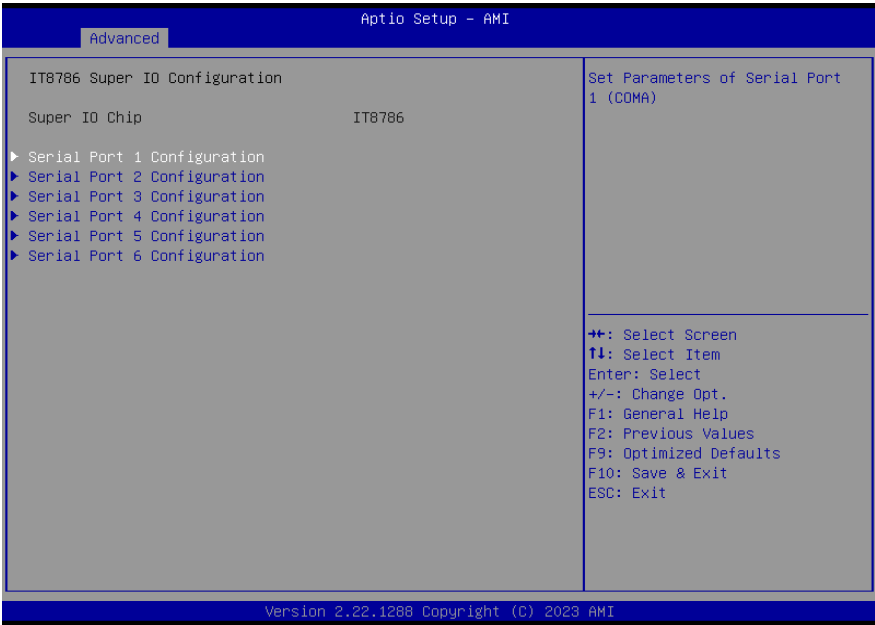 Aptio Setup – AMI
Advanced
IT8786 Super IO Configuration
Super IO Chip IT8786
▶ Serial Port 1 Configuration
▶ Serial Port 2 Configuration
▶ Serial Port 3 Configuration
▶ Serial Port 4 Configuration
▶ Serial Port 5 Configuration
▶ Serial Port 6 Configuration
Set Parameters of Serial Port
1 (COMA)
→←: Select Screen
↑↓: Select Item
Enter: Select
+/-: Change Opt.
F1: General Help
F2: Previous Values
F9: Optimized Defaults
F10: Save & Exit
ESC: Exit
Version 2.22.1288 Copyright (C) 2023 AMI